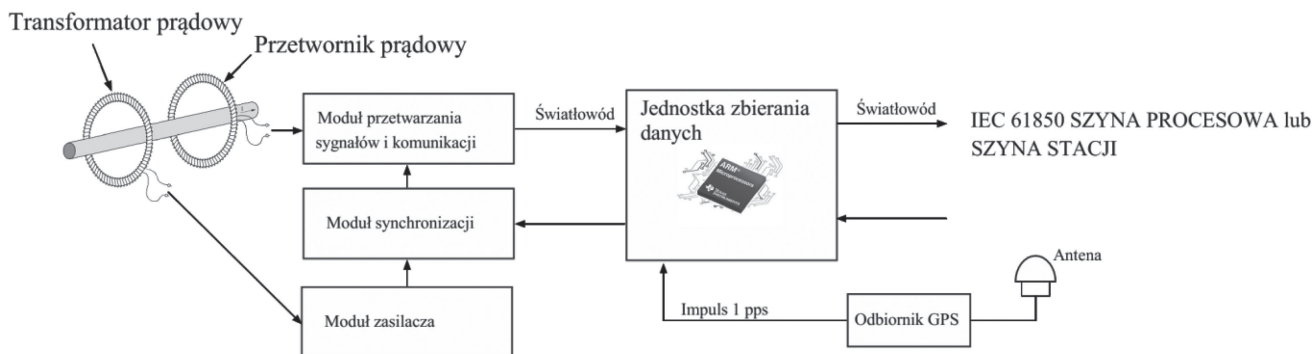 Transformator prądowy
Przetwornik prądowy
Moduł przetwarzania
sygnałów i komunikacji
Światłowód
Jednostka zbierania
danych
ARM®
Światłowód
IEC 61850 SZYNA PROCESOWA lub
SZYNA STACJI
Moduł synchronizacji
Moduł zasilacza
Impuls 1 pps
Odbiornik GPS
Antena